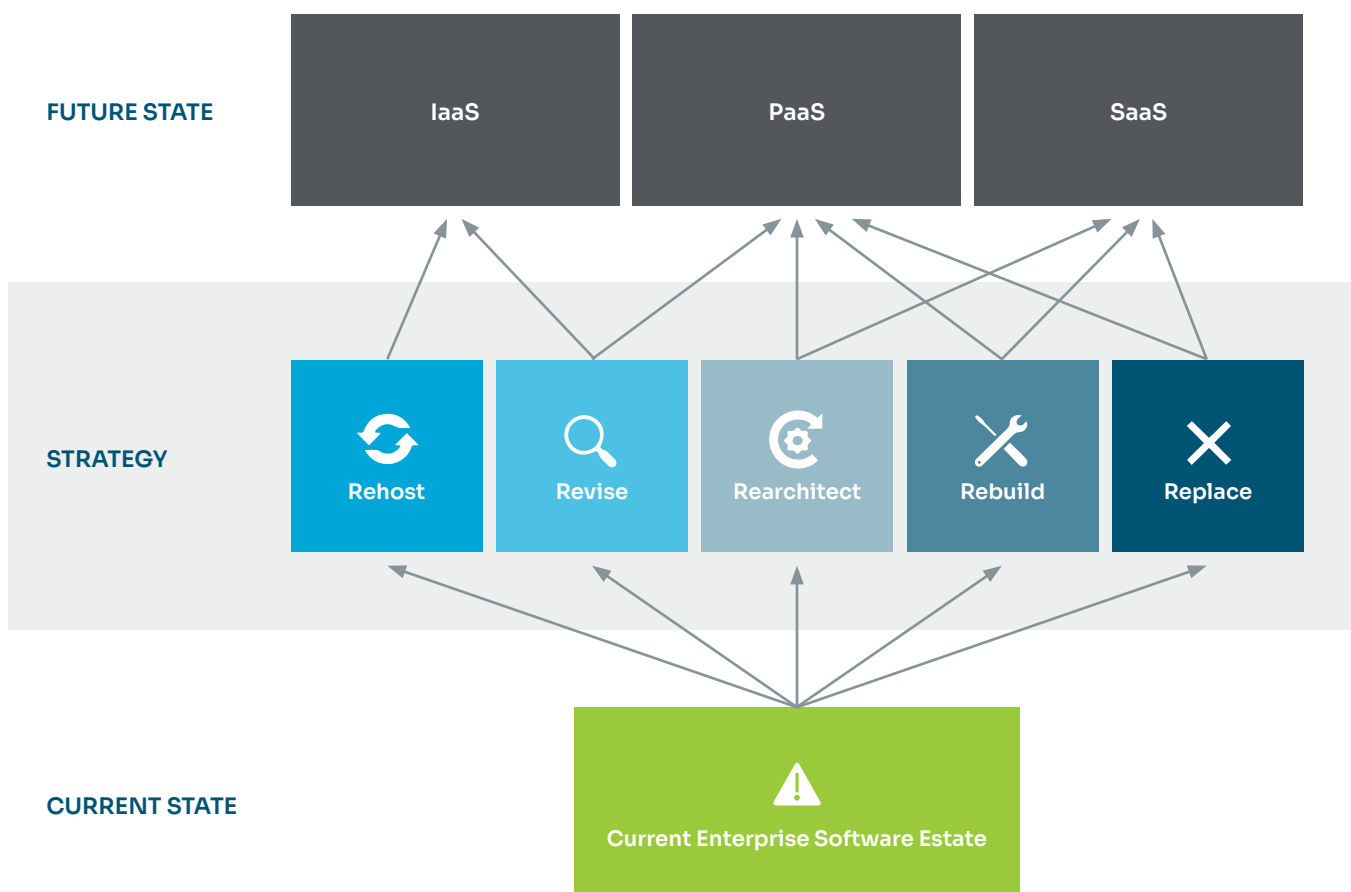 FUTURE STATE
IaaS
PaaS
SaaS
STRATEGY
Rehost
Revise
Rearchitect
Rebuild
Replace
CURRENT STATE
Current Enterprise Software Estate